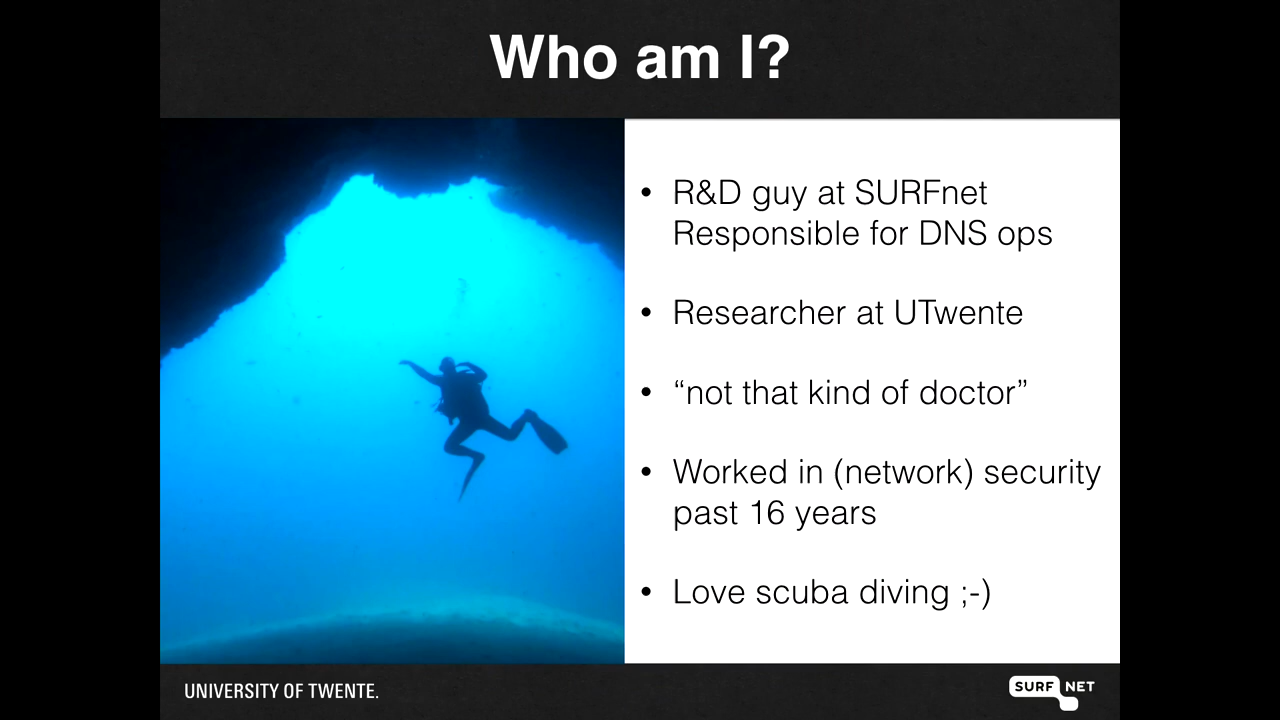 Who am I?
• R&D guy at SURFnet
Responsible for DNS ops
• Researcher at UTwente
• “not that kind of doctor”
• Worked in (network) security
past 16 years
• Love scuba diving ;-)
UNIVERSITY OF TWENTE.
SURF NET